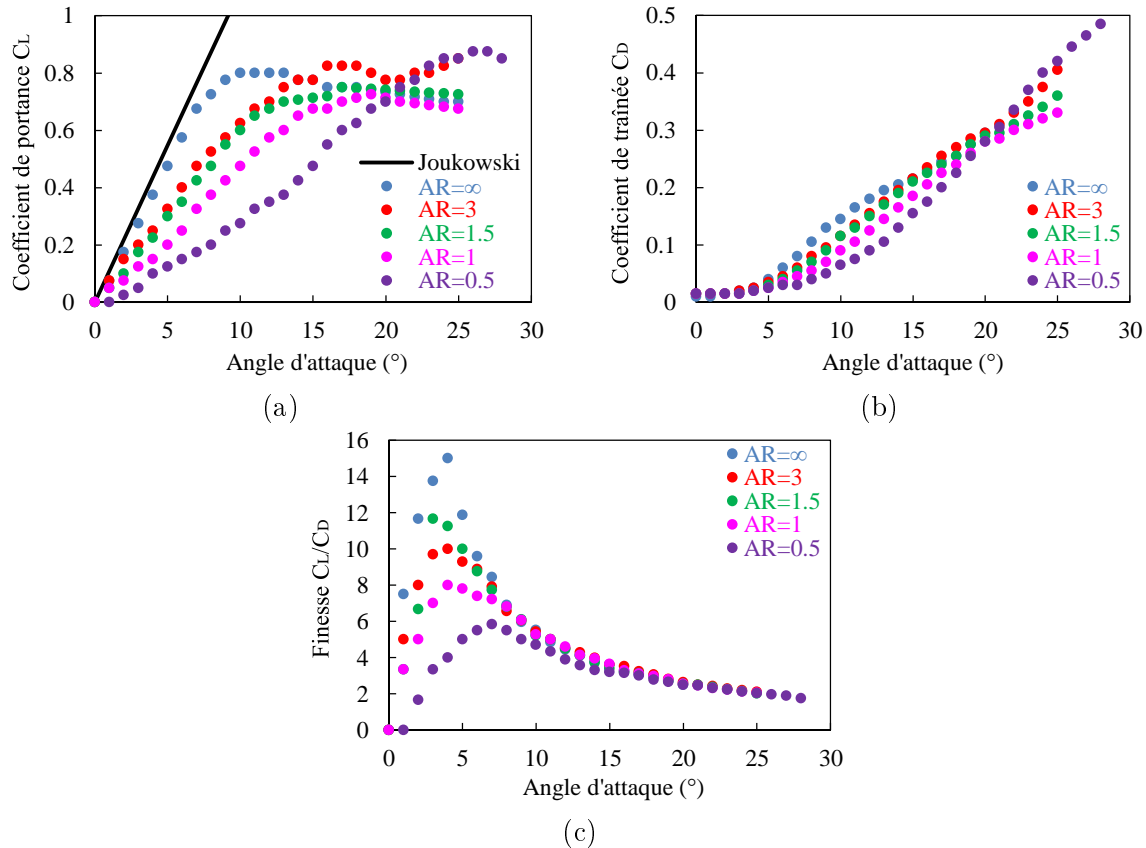 Coefficient de portance CL
1
0.8
0.6
0.4
0.2
0
0 5 10 15 20 25 30
Angle d'attaque (°)
Joukowski
AR=∞
AR=3
AR=1.5
AR=1
AR=0.5
(a)
Coefficient de traînée CD
0.5
0.4
0.3
0.2
0.1
0
0 5 10 15 20 25 30
Angle d'attaque (°)
AR=∞
AR=3
AR=1.5
AR=1
AR=0.5
(b)
Finesse CL/CD
16
14
12
10
8
6
4
2
0
0 5 10 15 20 25 30
Angle d'attaque (°)
AR=∞
AR=3
AR=1.5
AR=1
AR=0.5
(c)